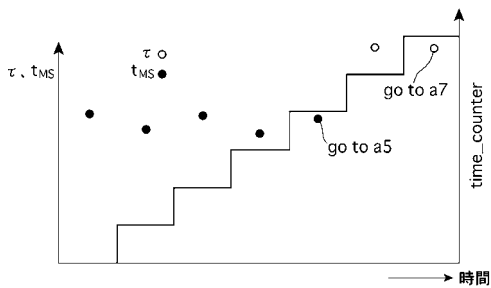 τ
τ、tMS
tMS
go to a7
go to a5
time_counter
時間